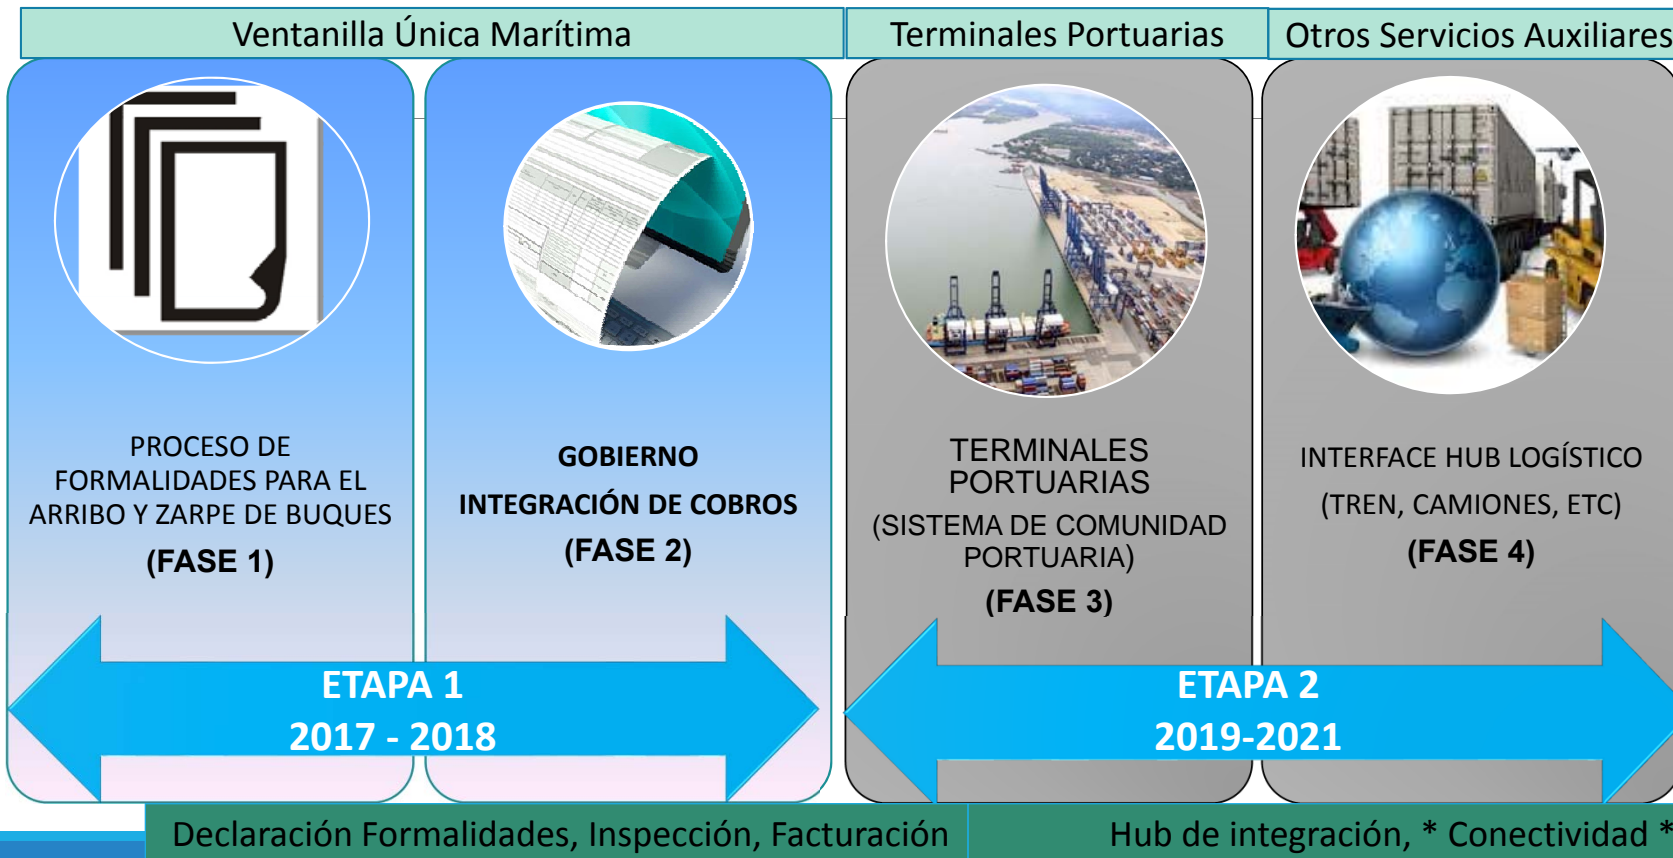 Ventanilla Única Marítima
Terminales Portuarias
Otros Servicios Auxiliares
PROCESO DE
FORMALIDADES PARA EL
ARRIBO Y ZARPE DE BUQUES
(FASE 1)
GOBIERNO
INTEGRACIÓN DE COBROS
(FASE 2)
TERMINALES
PORTUARIAS
(SISTEMA DE COMUNIDAD
PORTUARIA)
(FASE 3)
INTERFACE HUB LOGÍSTICO
(TREN, CAMIONES, ETC)
(FASE 4)
ETAPA 1
2017 - 2018
ETAPA 2
2019-2021
Declaración Formalidades, Inspección, Facturación
Hub de integración, * Conectividad *